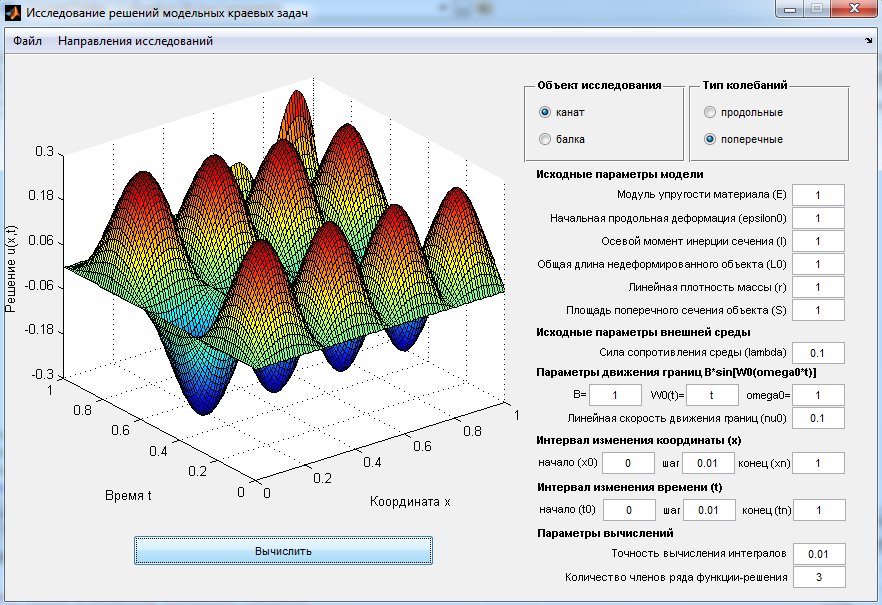 Исследование решений модельных краевых задач
Файл Направления исследований
Объект исследования
канат
балка
Тип колебаний
продольные
поперечные
Исходные параметры модели
Модуль упругости материала (E) 1
Начальная продольная деформация (epsilon0) 1
Осевой момент инерции сечения (I) 1
Общая длина недеформированного объекта (L0) 1
Линейная плотность массы (r) 1
Площадь поперечного сечения объекта (S) 1
Исходные параметры внешней среды
Сила сопротивления среды (lambda) 0.1
Параметры движения границ B*sin[W0(omega0*t)]
B= 1 W0(t)= t omega0= 1
Линейная скорость движения границ (nu0) 0.1
Интервал изменения координаты (x)
начало (x0) 0 шаг 0.01 конец (xn) 1
Интервал изменения времени (t)
начало (t0) 0 шаг 0.01 конец (tn) 1
Параметры вычислений
Точность вычисления интегралов 0.01
Количество членов ряда функции-решения 3
Решение u(x,t)
0.3
0.18
0.06
-0.06
-0.18
-0.3
1
0.8
0.6
0.4
0.2
0
Время t
0
0.2
0.4
0.6
0.8
1
Координата x
Вычислить